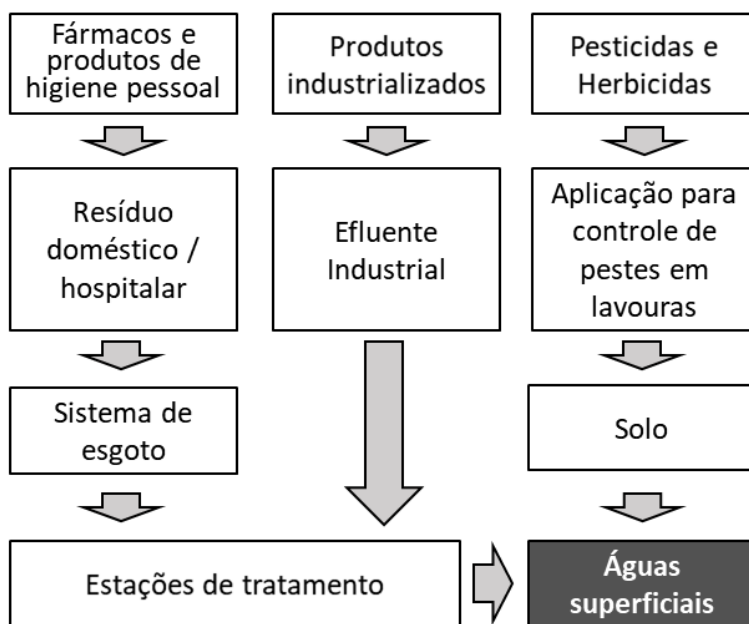 Fármacos e
produtos de
higiene pessoal
Produtos
industrializados
Pesticidas e
Herbicidas
Resíduo
doméstico /
hospitalar
Efluente
Industrial
Aplicação para
controle de
pestes em
lavouras
Sistema de
esgoto
Solo
Estações de tratamento
Águas
superficiais